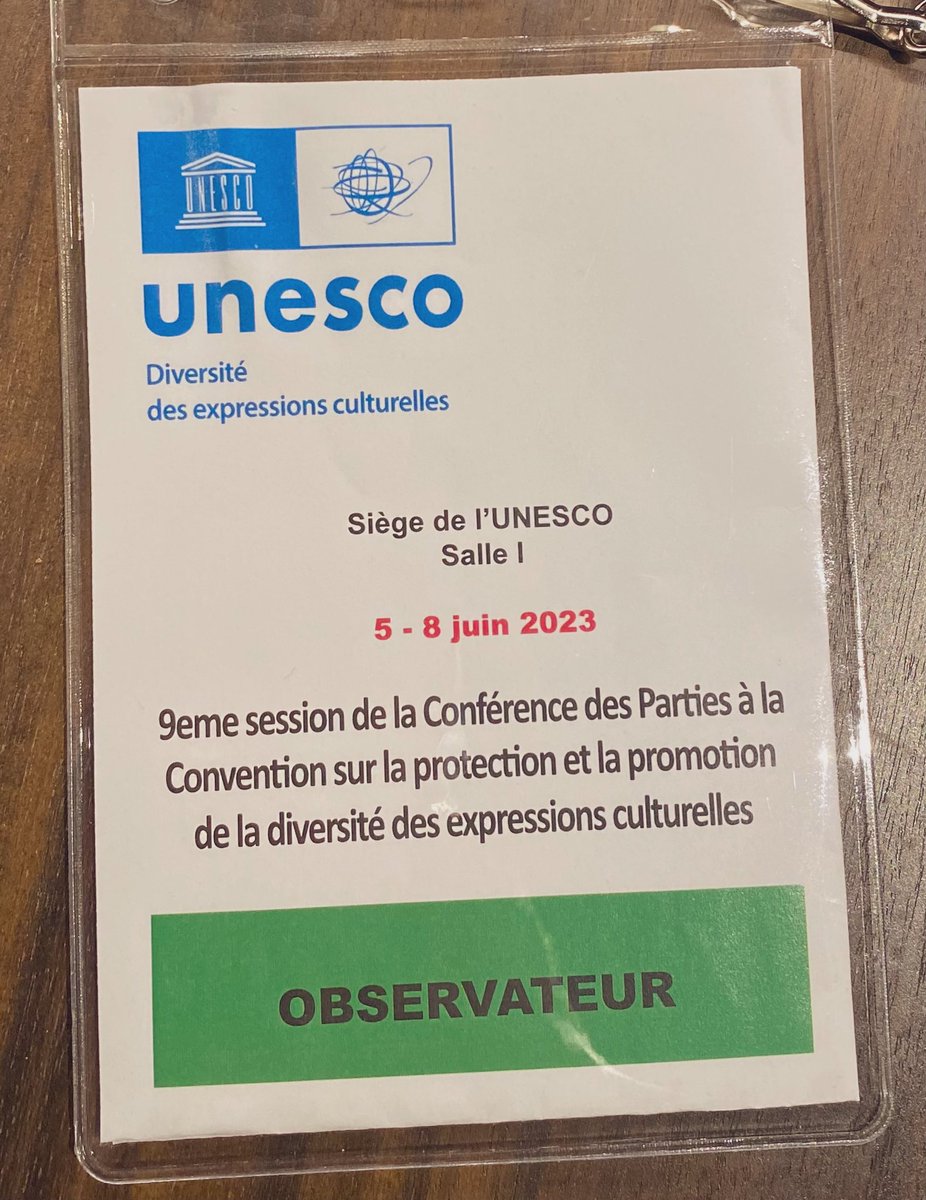 UNESCO
unesco
Diversité
des expressions culturelles
Siège de l'UNESCO
Salle I
5 - 8 juin 2023
9eme session de la Conférence des Parties à la
Convention sur la protection et la promotion
de la diversité des expressions culturelles
OBSERVATEUR